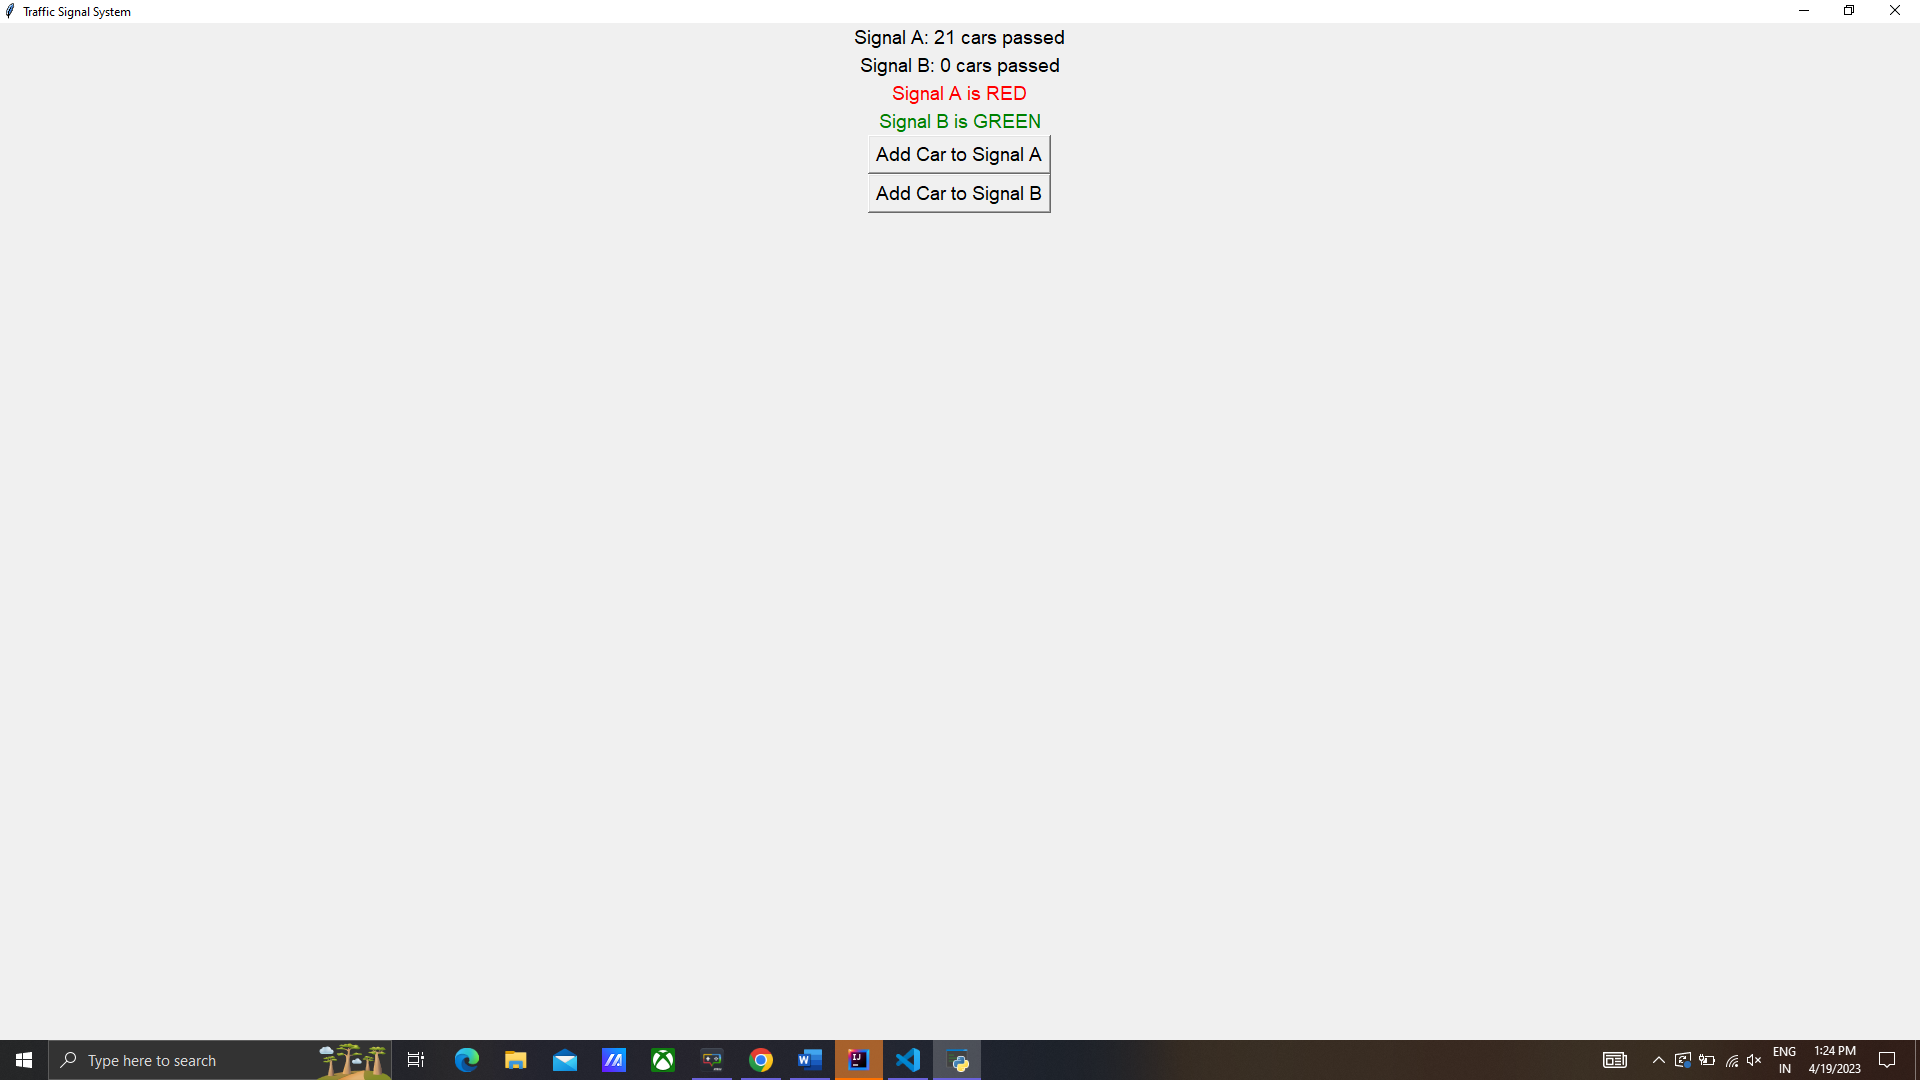 Traffic Signal System
Signal A: 21 cars passed
Signal B: 0 cars passed
Signal A is RED
Signal B is GREEN
Add Car to Signal A
Add Car to Signal B
Type here to search
ENG
IN
1:24 PM
4/19/2023